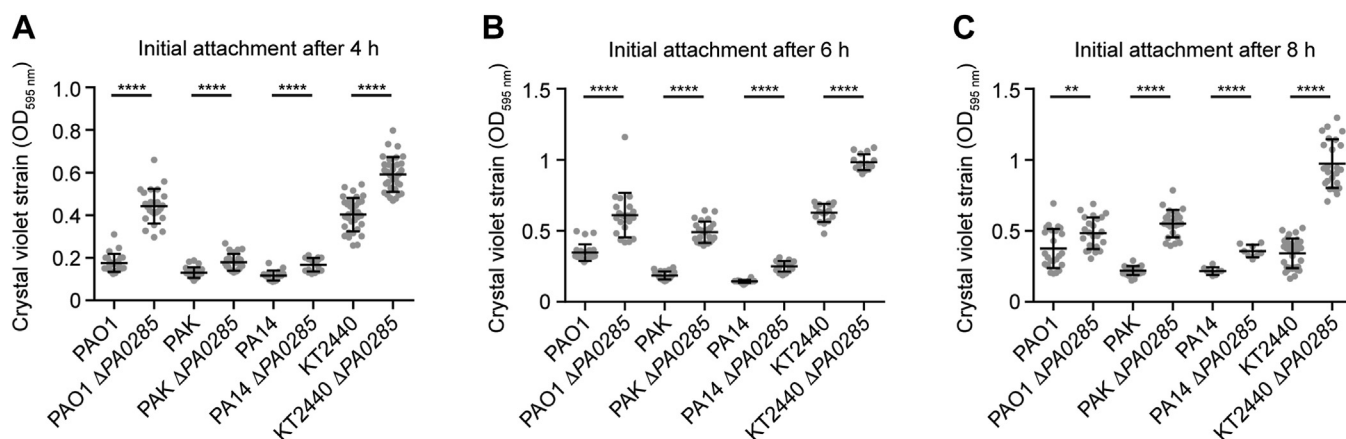 A
Initial attachment after 4 h
Crystal violet strain (OD595 nm)
1.0
0.8
0.6
0.4
0.2
0
****
****
****
****
PAO1
PAO1 ΔPA0285
PAK
PAK ΔPA0285
PA14
PA14 ΔPA0285
KT2440
KT2440 ΔPA0285
B
Initial attachment after 6 h
Crystal violet strain (OD595 nm)
1.5
1
0.5
0
****
****
****
****
PAO1
PAO1 ΔPA0285
PAK
PAK ΔPA0285
PA14
PA14 ΔPA0285
KT2440
KT2440 ΔPA0285
C
Initial attachment after 8 h
Crystal violet strain (OD595 nm)
1.5
1
0.5
0
**
****
****
****
PAO1
PAO1 ΔPA0285
PAK
PAK ΔPA0285
PA14
PA14 ΔPA0285
KT2440
KT2440 ΔPA0285